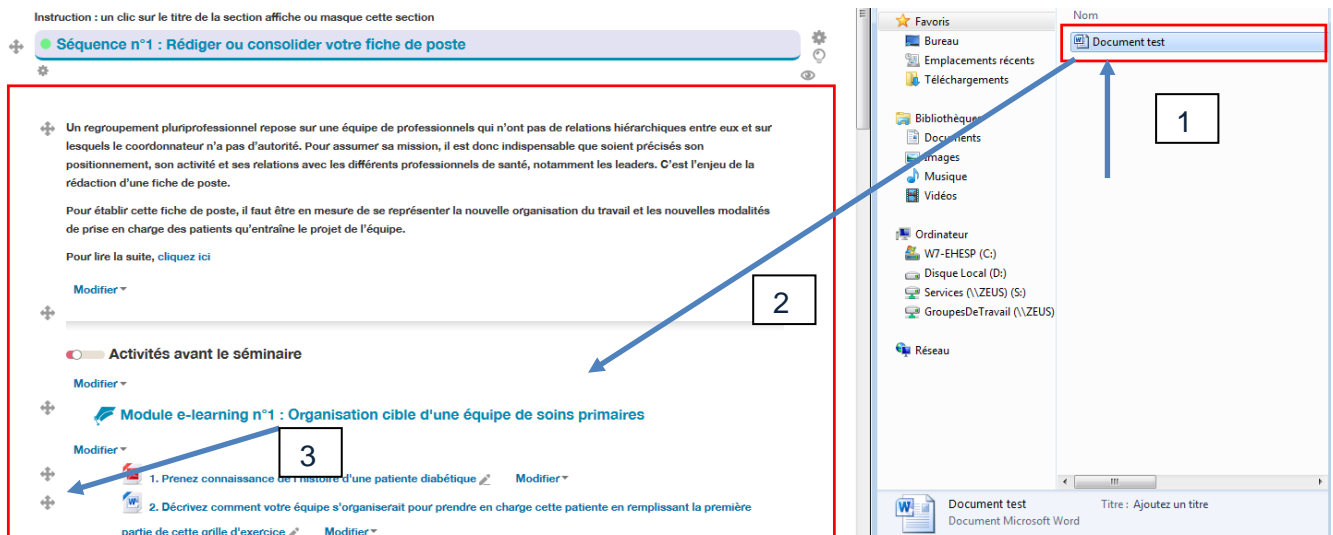 Instruction : un clic sur le titre de la section affiche ou masque cette section
Séquence n°1 : Rédiger ou consolider votre fiche de poste
Un regroupement pluriprofessionnel repose sur une équipe de professionnels qui n'ont pas de relations hiérarchiques entre eux et sur
lesquels le coordonnateur n'a pas d'autorité. Pour assumer sa mission, il est donc indispensable que soient précisés son
positionnement, son activité et ses relations avec les différents professionnels de santé, notamment les leaders. C'est l'enjeu de la
rédaction d'une fiche de poste.
Pour établir cette fiche de poste, il faut être en mesure de se représenter la nouvelle organisation du travail et les nouvelles modalités
de prise en charge des patients qu'entraîne le projet de l'équipe.
Pour lire la suite, cliquez ici
Modifier
2
Activités avant le séminaire
Modifier
Module e-learning n°1 : Organisation cible d'une équipe de soins primaires
Modifier
3
1. Prenez connaissance de l'histoire d'une patiente diabétique Modifier
2. Décrivez comment votre équipe s'organiserait pour prendre en charge cette patiente en remplissant la première
partie de cette grille d'exercice Modifier
Favoris
Bureau
Emplacements récents
Téléchargements
Bibliothèques
Documents
Images
Musique
Vidéos
Ordinateur
W7-EHESP (C:)
Disque Local (D:)
Services (\\ZEUS) (S:)
GroupesDeTravail (\\ZEUS)
Réseau
Nom
Document test
1
Document test Titre : Ajoutez un titre
Document Microsoft Word